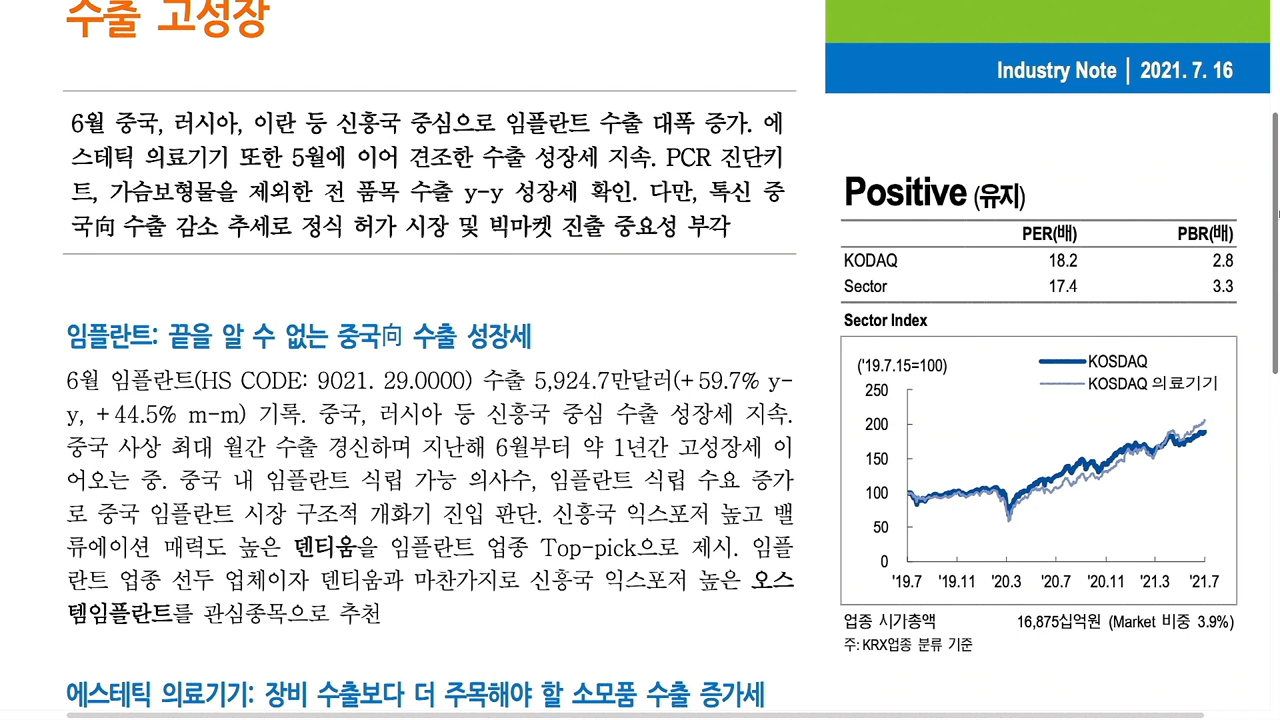 수출 고성장
Industry Note | 2021. 7. 16
6월 중국, 러시아, 이란 등 신흥국 중심으로 임플란트 수출 대폭 증가. 에
스테틱 의료기기 또한 5월에 이어 견조한 수출 성장세 지속. PCR 진단키
트, 가슴보형물을 제외한 전 품목 수출 y-y 성장세 확인. 다만, 톡신 중
국向 수출 감소 추세로 정식 허가 시장 및 빅마켓 진출 중요성 부각
임플란트: 끝을 알 수 없는 중국向 수출 성장세
6월 임플란트(HS CODE: 9021. 29.0000) 수출 5,924.7만달러(+59.7% y-
y, +44.5% m-m) 기록. 중국, 러시아 등 신흥국 중심 수출 성장세 지속.
중국 사상 최대 월간 수출 경신하며 지난해 6월부터 약 1년간 고성장세 이
어오는 중. 중국 내 임플란트 식립 가능 의사수, 임플란트 식립 수요 증가
로 중국 임플란트 시장 구조적 개화기 진입 판단. 신흥국 익스포저 높고 밸
류에이션 매력도 높은 덴티움을 임플란트 업종 Top-pick으로 제시. 임플
란트 업종 선두 업체이자 덴티움과 마찬가지로 신흥국 익스포저 높은 오스
템임플란트를 관심종목으로 추천
에스테틱 의료기기: 장비 수출보다 더 주목해야 할 소모품 수출 증가세
Positive (유지)
PER(배) PBR(배)
KODAQ 18.2 2.8
Sector 17.4 3.3
Sector Index
('19.7.15=100)
KOSDAQ
KOSDAQ 의료기기
250
200
150
100
50
0
'19.7 '19.11 '20.3 '20.7 '20.11 '21.3 '21.7
업종 시가총액 16,875십억원 (Market 비중 3.9%)
주: KRX업종 분류 기준